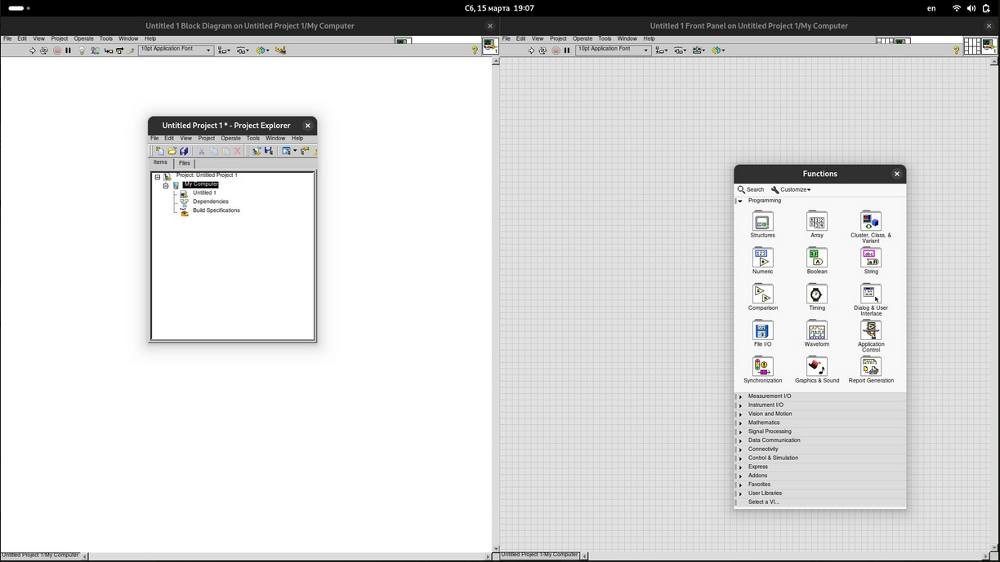 Сб, 15 марта 19:07
en
Untitled 1 Block Diagram on Untitled Project 1/My Computer
File Edit View Project Operate Tools Window Help
10pt Application Font
Untitled Project 1/My Computer
Untitled 1 Front Panel on Untitled Project 1/My Computer
File Edit View Project Operate Tools Window Help
10pt Application Font
Untitled Project 1/My Computer
Untitled Project 1 * - Project Explorer
File Edit View Project Operate Tools Window Help
Items Files
Project: Untitled Project 1
My Computer
Untitled 1
Dependencies
Build Specifications
Functions
Search Customize
Programming
Structures Array Cluster, Class, &
Variant
Numeric Boolean String
Comparison Timing Dialog & User
Interface
File I/O Waveform Application
Control
Synchronization Graphics & Sound Report Generation
Measurement I/O
Instrument I/O
Vision and Motion
Mathematics
Signal Processing
Data Communication
Connectivity
Control & Simulation
Express
Addons
Favorites
User Libraries
Select a VI...